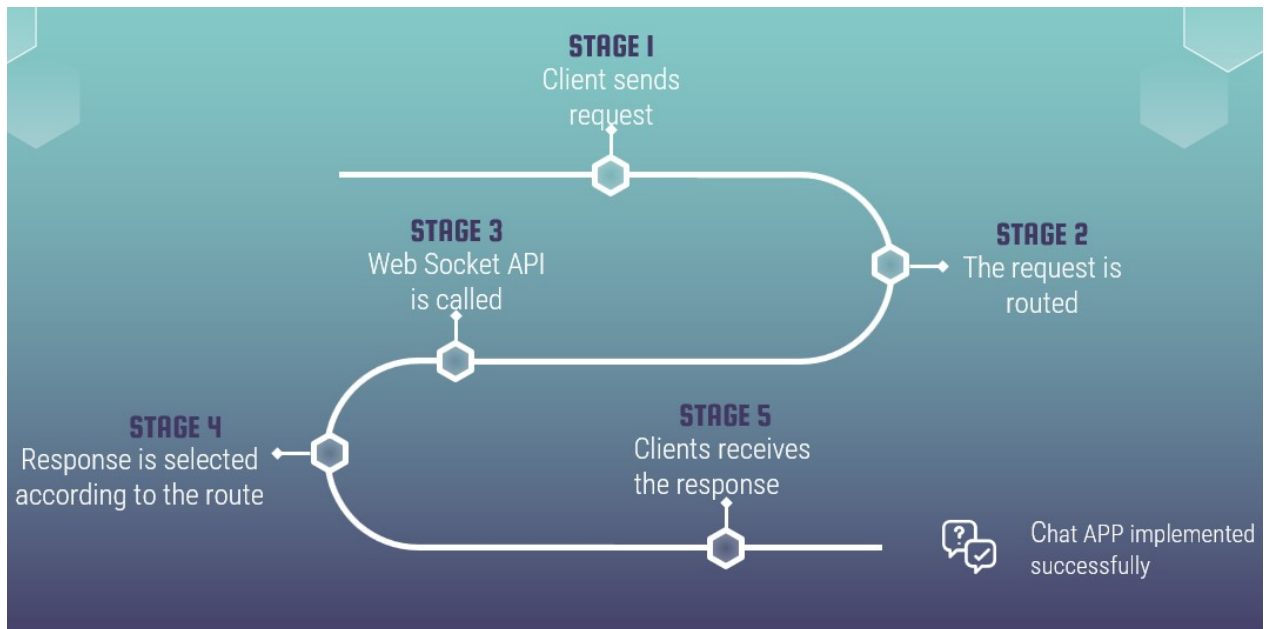 STAGE 1
Client sends
request
STAGE 2
The request is
routed
STAGE 3
Web Socket API
is called
STAGE 4
Response is selected
according to the route
STAGE 5
Clients receives
the response
Chat APP implemented
successfully